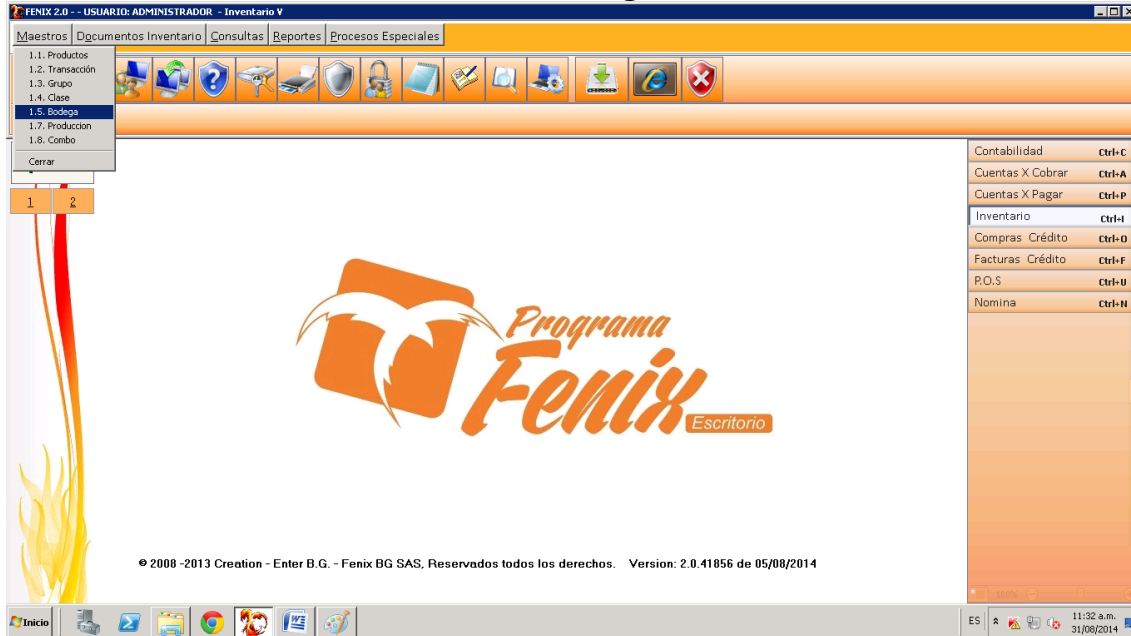 FENIX 2.0 - - USUARIO: ADMINISTRADOR - Inventario V
Maestros Documentos Inventario Consultas Reportes Procesos Especiales
1.1. Productos
1.2. Transacción
1.3. Grupo
1.4. Clase
1.5. Bodega
1.7. Produccion
1.8. Combo
Cerrar
1 2
Contabilidad Ctrl+C
Cuentas X Cobrar Ctrl+A
Cuentas X Pagar Ctrl+P
Inventario Ctrl+I
Compras Crédito Ctrl+O
Facturas Crédito Ctrl+F
P.O.S Ctrl+U
Nomina Ctrl+N
Programa
Fenix
Escritorio
© 2008 -2013 Creation - Enter B.G. - Fenix BG SAS, Reservados todos los derechos. Version: 2.0.41856 de 05/08/2014
100%
Inicio
ES
11:32 a.m.
31/08/2014